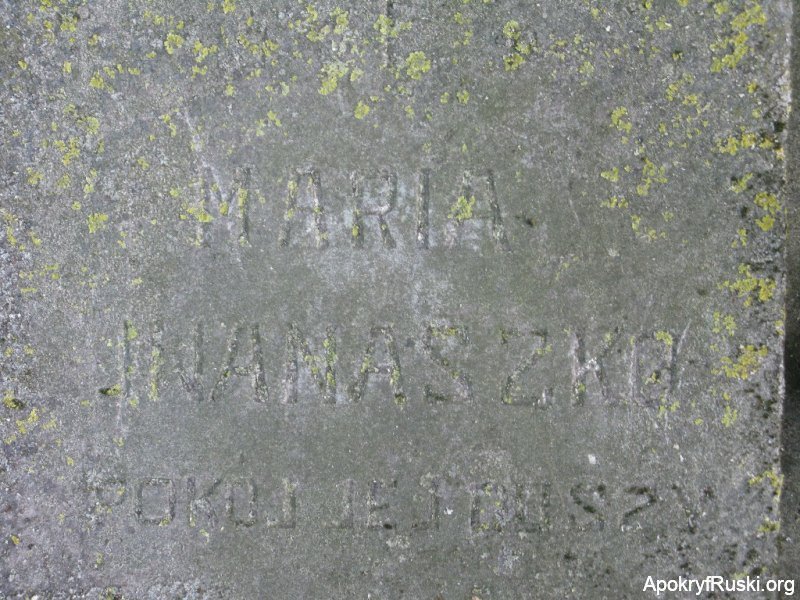 MARIA
IWANASZKO
POKÓJ JEJ DUSZY
ApokryfRuski.org